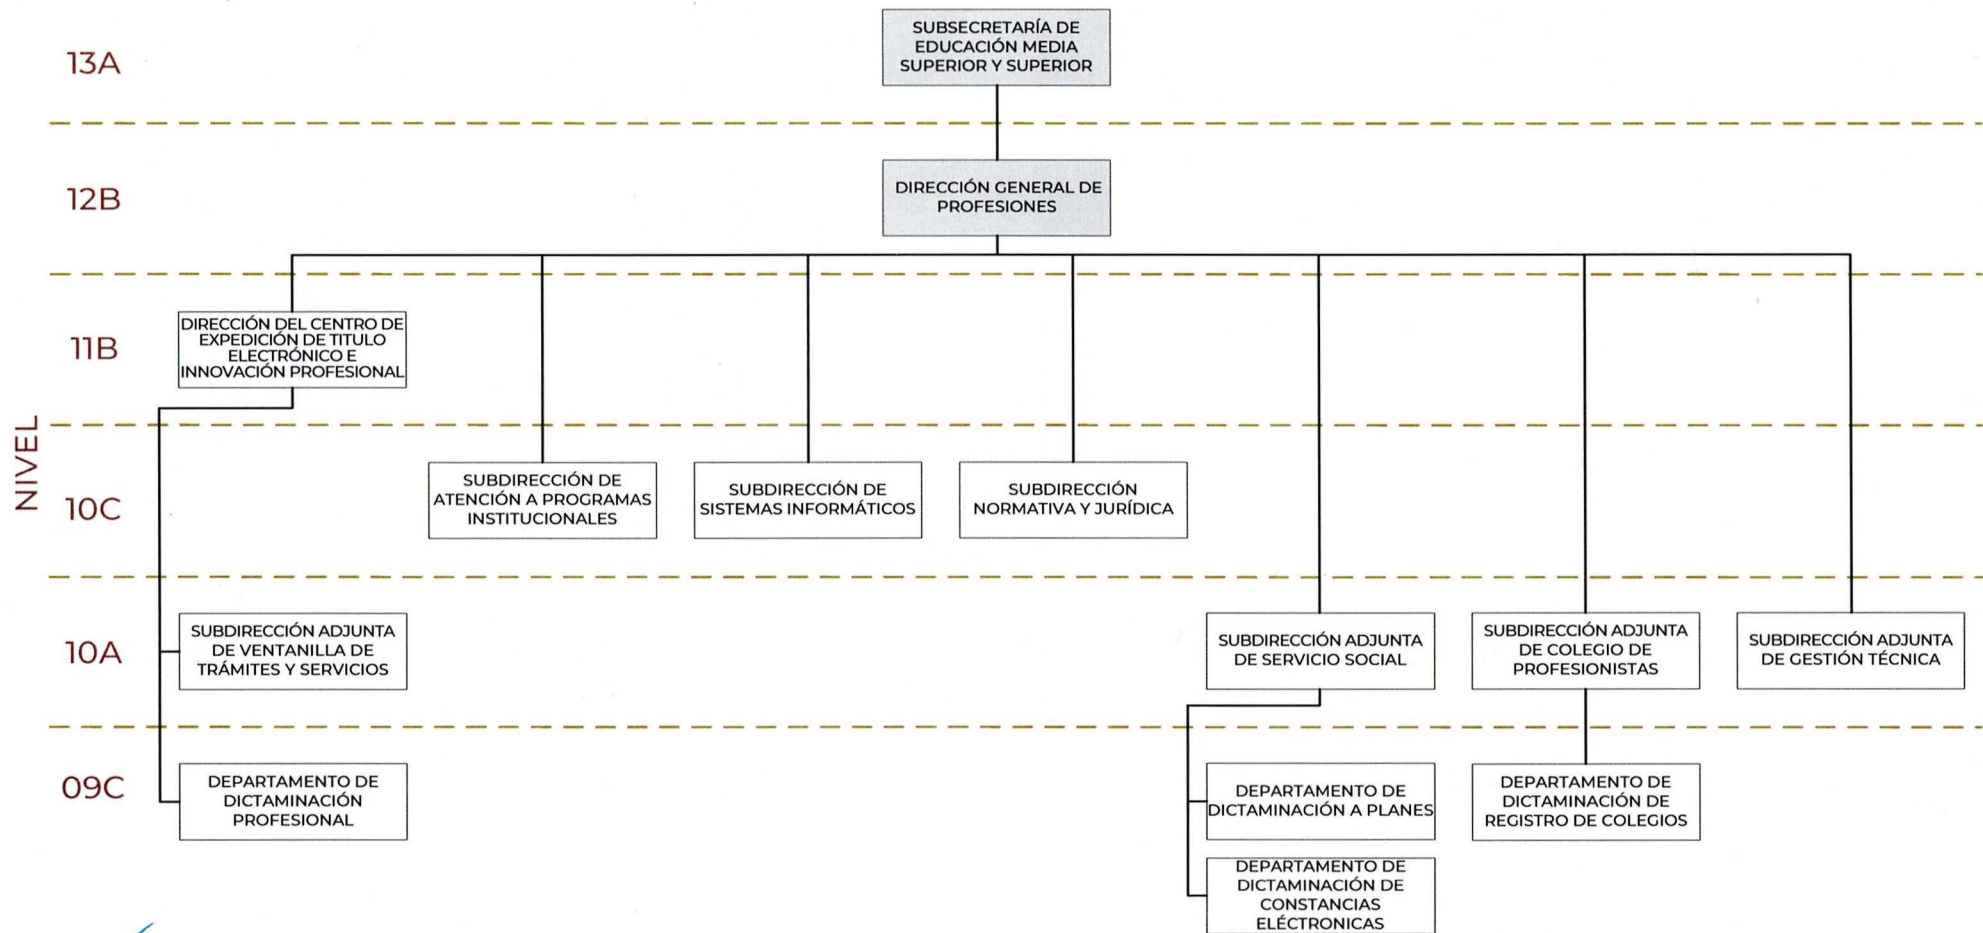 13A
SUBSECRETARÍA DE
EDUCACIÓN MEDIA
SUPERIOR Y SUPERIOR
12B
DIRECCIÓN GENERAL DE
PROFESIONES
11B
DIRECCIÓN DEL CENTRO DE
EXPEDICIÓN DE TITULO
ELECTRÓNICO E
INNOVACIÓN PROFESIONAL
NIVEL
10C
SUBDIRECCIÓN DE
ATENCIÓN A PROGRAMAS
INSTITUCIONALES
SUBDIRECCIÓN DE
SISTEMAS INFORMÁTICOS
SUBDIRECCIÓN
NORMATIVA Y JURÍDICA
10A
SUBDIRECCIÓN ADJUNTA
DE VENTANILLA DE
TRÁMITES Y SERVICIOS
SUBDIRECCIÓN ADJUNTA
DE SERVICIO SOCIAL
SUBDIRECCIÓN ADJUNTA
DE COLEGIO DE
PROFESIONISTAS
SUBDIRECCIÓN ADJUNTA
DE GESTIÓN TÉCNICA
09C
DEPARTAMENTO DE
DICTAMINACIÓN
PROFESIONAL
DEPARTAMENTO DE
DICTAMINACIÓN A PLANES
DEPARTAMENTO DE
DICTAMINACIÓN DE
REGISTRO DE COLEGIOS
DEPARTAMENTO DE
DICTAMINACIÓN DE
CONSTANCIAS
ELÉCTRONICAS